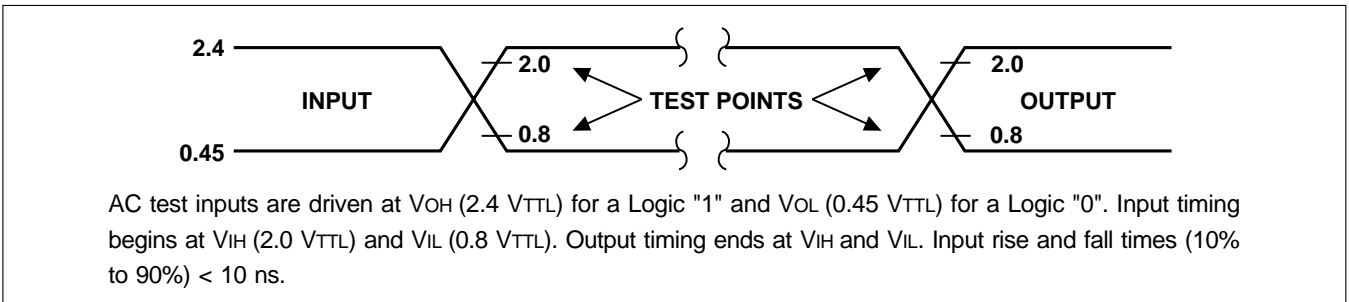 2.4
2.0
2.0
INPUT
TEST POINTS
OUTPUT
0.8
0.8
0.45
AC test inputs are driven at VOH (2.4 VTTL) for a Logic "1" and VOL (0.45 VTTL) for a Logic "0". Input timing
begins at VIH (2.0 VTTL) and VIL (0.8 VTTL). Output timing ends at VIH and VIL. Input rise and fall times (10%
to 90%) < 10 ns.